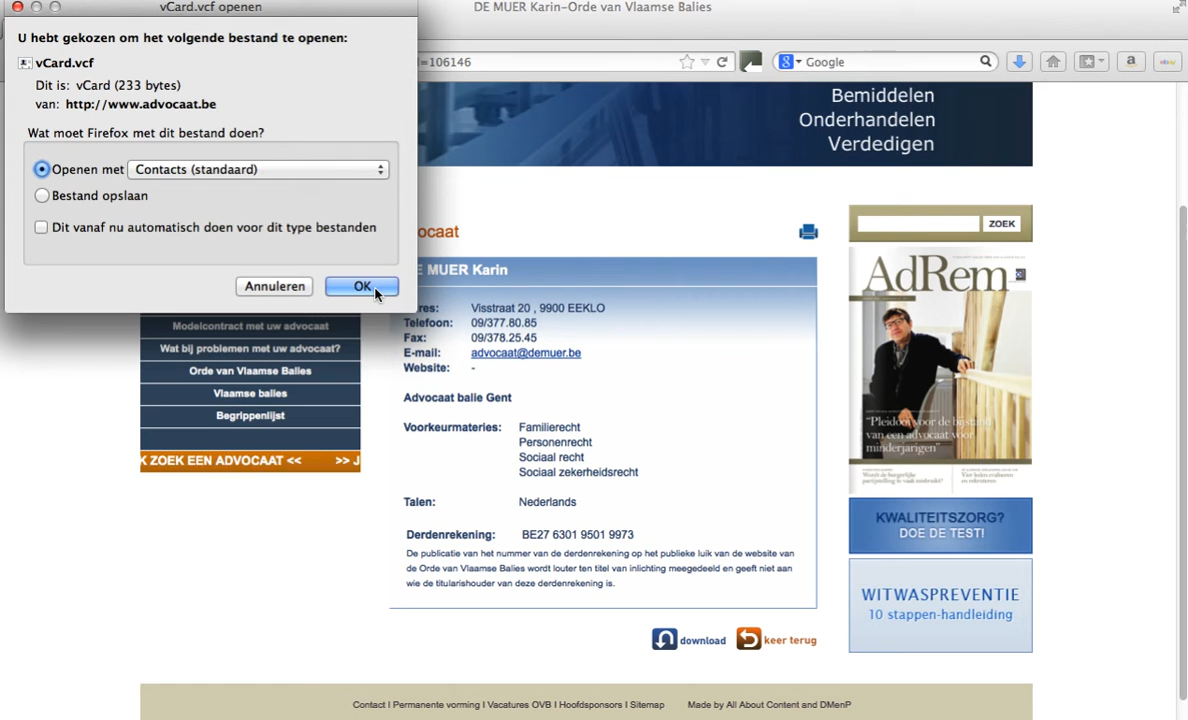 vCard.vcf openen
DE MUER Karin-Orde van Vlaamse Balies
U hebt gekozen om het volgende bestand te openen:
vCard.vcf
Dit is: vCard (233 bytes)
van: http://www.advocaat.be
Wat moet Firefox met dit bestand doen?
Openen met Contacts (standaard)
Bestand opslaan
Dit vanaf nu automatisch doen voor dit type bestanden
Annuleren OK
=106146
Google
Bemiddelen
Onderhandelen
Verdedigen
ocaat
E MUER Karin
res: Visstraat 20 , 9900 EEKLO
Telefoon: 09/377.80.85
Fax: 09/378.25.45
E-mail: advocaat@demuer.be
Website: -
Advocaat balie Gent
Voorkeurmateries: Familierecht
Personenrecht
Sociaal recht
Sociaal zekerheidsrecht
Talen: Nederlands
Derdenrekening: BE27 6301 9501 9973
De publicatie van het nummer van de derdenrekening op het publieke luik van de website van
de Orde van Vlaamse Balies wordt louter ten titel van inlichting meegedeeld en geeft niet aan
wie de titularishouder van deze derdenrekening is.
download keer terug
Modelcontract met uw advocaat
Wat bij problemen met uw advocaat?
Orde van Vlaamse Balies
Vlaamse balies
Begrippenlijst
K ZOEK EEN ADVOCAAT << >> J
ZOEK
AdRem
“Pleidooi voor de bijstand
van een advocaat voor
minderjarigen”
KWALITEITSZORG?
DOE DE TEST!
WITWASPREVENTIE
10 stappen-handleiding
Contact I Permanente vorming I Vacatures OVB I Hoofdsponsors I Sitemap Made by All About Content and DMenP